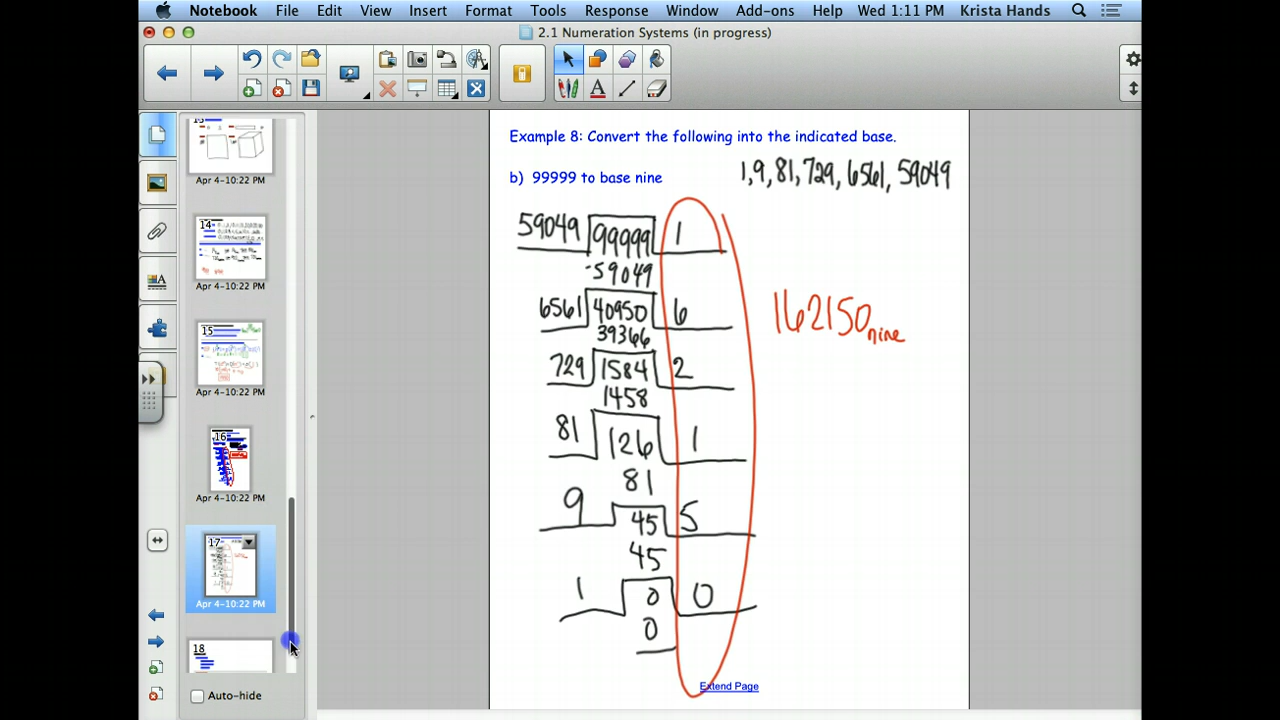 Notebook File Edit View Insert Format Tools Response Window Add-ons Help Wed 1:11 PM Krista Hands
2.1 Numeration Systems (in progress)
Example 8: Convert the following into the indicated base.
b) 99999 to base nine
1,9,81,729,6561,59049
59049 99999 1
-59049
6561 40950 6
39366
729 1584 2
1458
81 126 1
81
9 45 5
45
1 0 0
0
162150nine
Extend Page
Apr 4-10:22 PM
14
Apr 4-10:22 PM
15
Apr 4-10:22 PM
16
Apr 4-10:22 PM
17
Apr 4-10:22 PM
18
Auto-hide